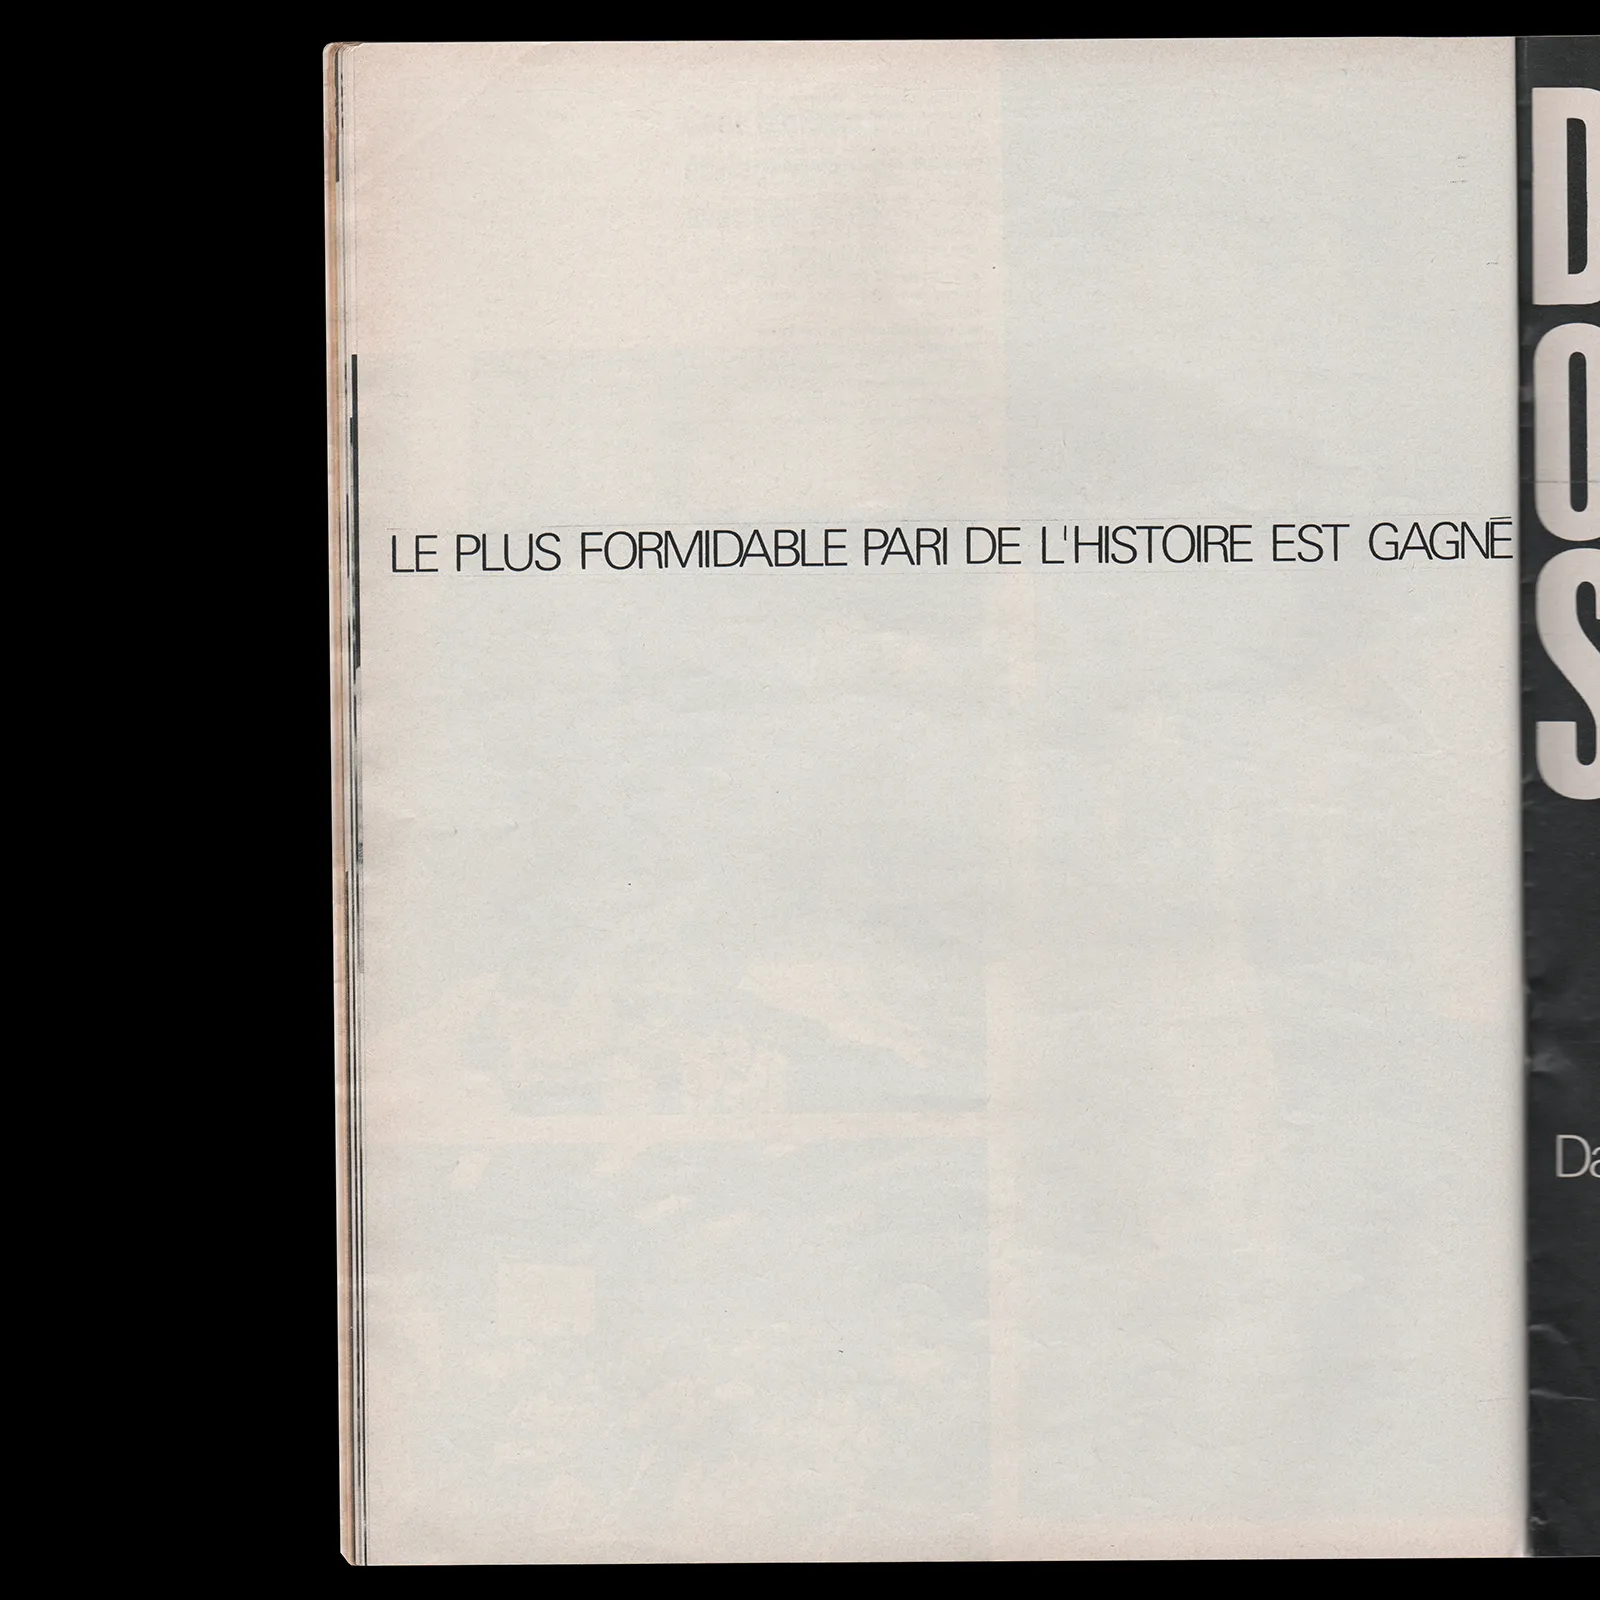 LE PLUS FORMIDABLE PARI DE L'HISTOIRE EST GAGNÉ
D
O
S
Da